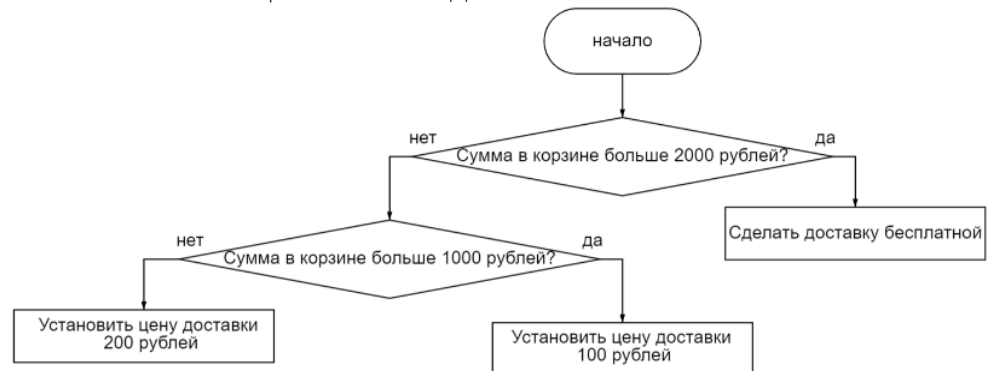 начало
нет
да
Сумма в корзине больше 2000 рублей?
нет
да
Сумма в корзине больше 1000 рублей?
Сделать доставку бесплатной
Установить цену доставки
200 рублей
Установить цену доставки
100 рублей